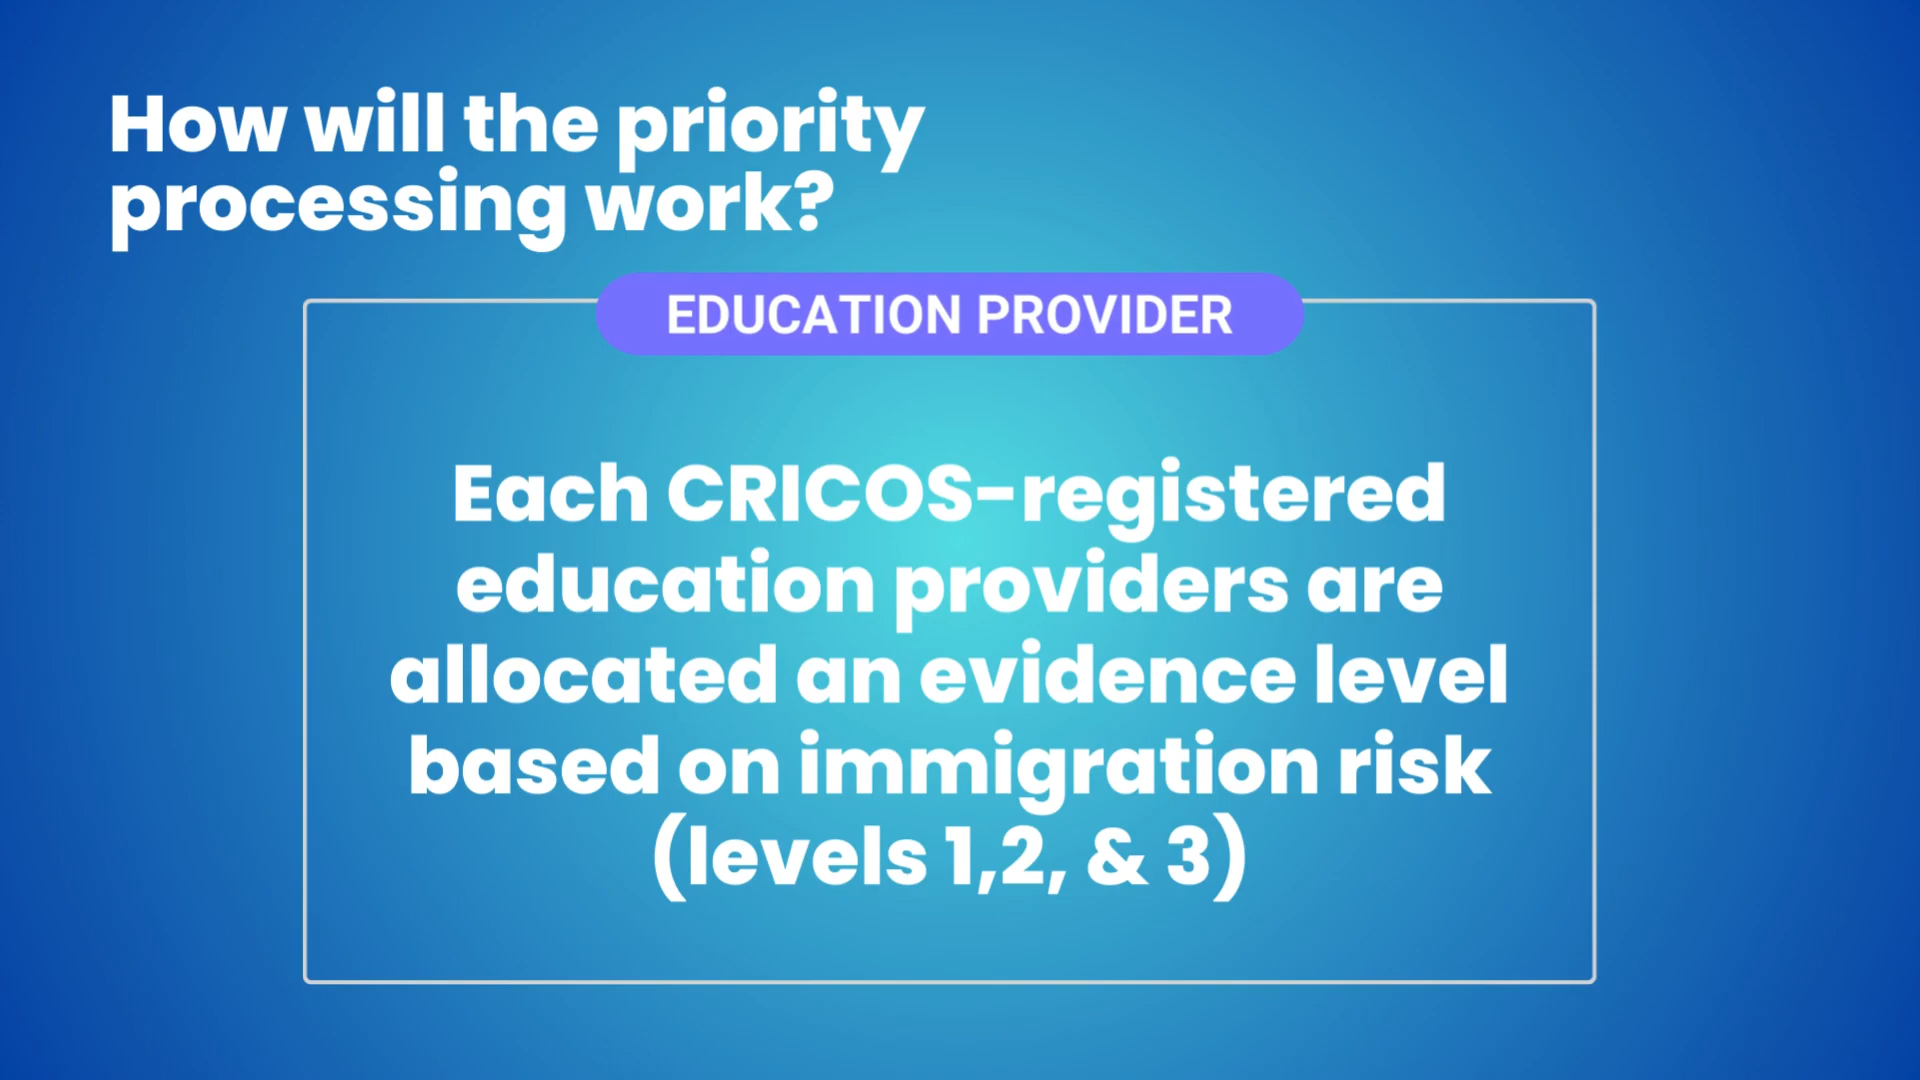 How will the priority
processing work?
EDUCATION PROVIDER
Each CRICOS-registered
education providers are
allocated an evidence level
based on immigration risk
(levels 1,2, & 3)